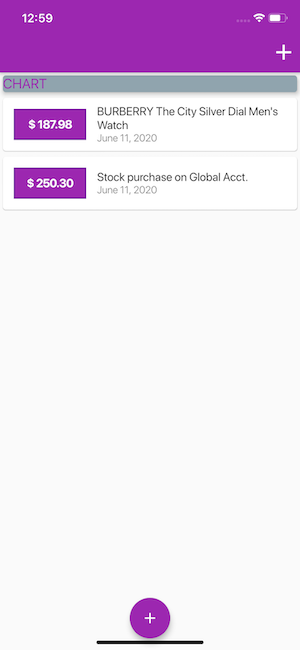 12:59
CHART
$ 187.98
BURBERRY The City Silver Dial Men's
Watch
June 11, 2020
$ 250.30
Stock purchase on Global Acct.
June 11, 2020